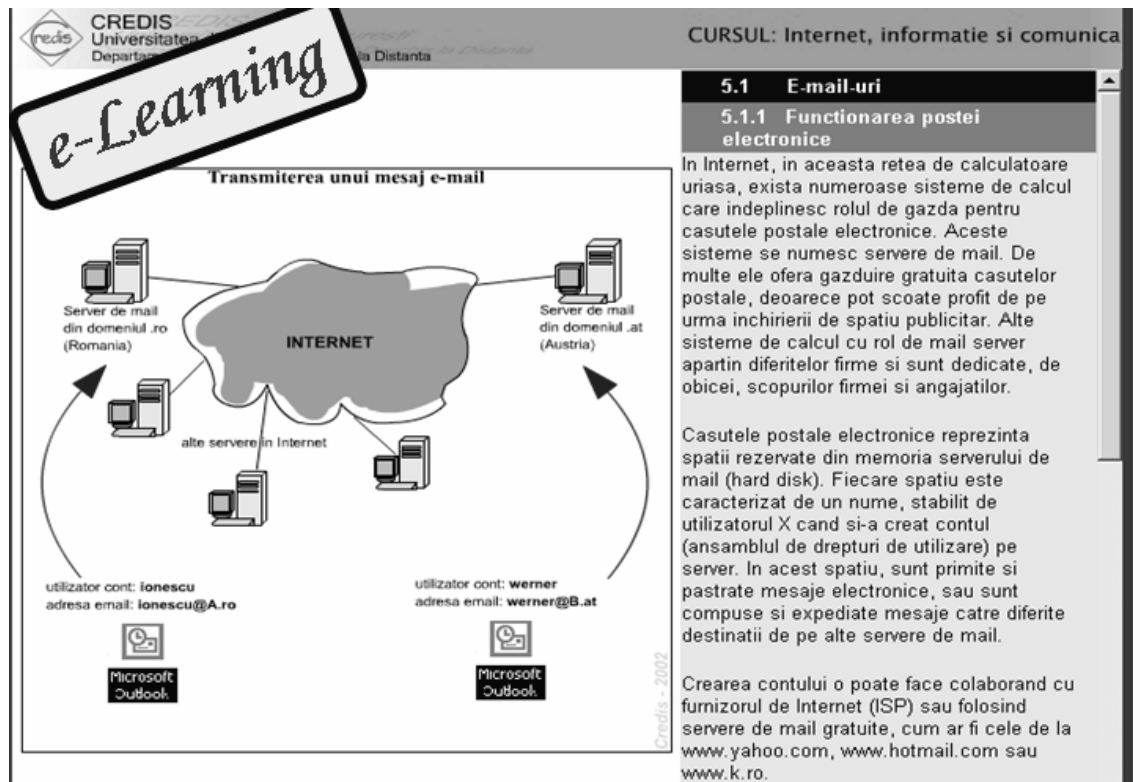 CREDIS
Universitatea
Departam la Distanta
credis
e-Learning
CURSUL: Internet, informatie si comunica
Transmiterea unui mesaj e-mail
Server de mail
din domeniul .ro
(Romania)
INTERNET
Server de mail
din domeniul .at
(Austria)
alte servere in Internet
utilizator cont: ionescu
adresa email: ionescu@A.ro
utilizator cont: werner
adresa email: werner@B.at
Microsoft
Outlook
Microsoft
Outlook
Credis - 2002
5.1 E-mail-uri
5.1.1 Functionarea postei
electronice
In Internet, in aceasta retea de calculatoare
uriasa, exista numeroase sisteme de calcul
care indeplinesc rolul de gazda pentru
casutele postale electronice. Aceste
sisteme se numesc servere de mail. De
multe ele ofera gazduire gratuita casutelor
postale, deoarece pot scoate profit de pe
urma inchirierii de spatiu publicitar. Alte
sisteme de calcul cu rol de mail server
apartin diferitelor firme si sunt dedicate, de
obicei, scopurilor firmei si angajatilor.
Casutele postale electronice reprezinta
spatii rezervate din memoria serverului de
mail (hard disk). Fiecare spatiu este
caracterizat de un nume, stabilit de
utilizatorul X cand si-a creat contul
(ansamblul de drepturi de utilizare) pe
server. In acest spatiu, sunt primite si
pastrate mesaje electronice, sau sunt
compuse si expediate mesaje catre diferite
destinatii de pe alte servere de mail.
Crearea contului o poate face colaborand cu
furnizorul de Internet (ISP) sau folosind
servere de mail gratuite, cum ar fi cele de la
www.yahoo.com, www.hotmail.com sau
www.k.ro.